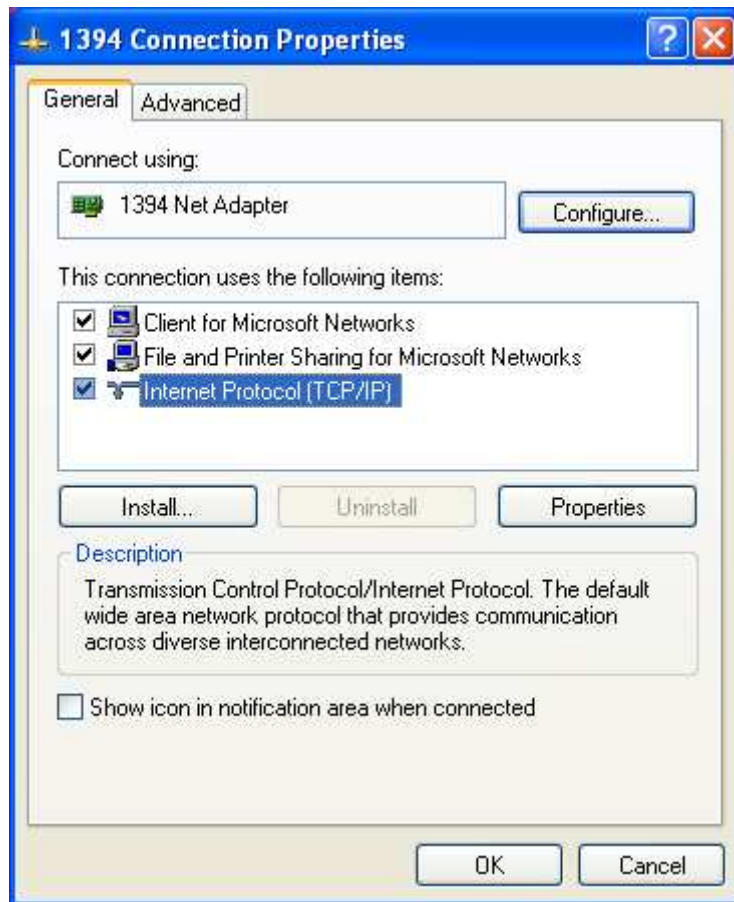 1394 Connection Properties
General Advanced
Connect using:
1394 Net Adapter Configure...
This connection uses the following items:
Client for Microsoft Networks
File and Printer Sharing for Microsoft Networks
Internet Protocol (TCP/IP)
Install... Uninstall Properties
Description
Transmission Control Protocol/Internet Protocol. The default
wide area network protocol that provides communication
across diverse interconnected networks.
Show icon in notification area when connected
OK Cancel